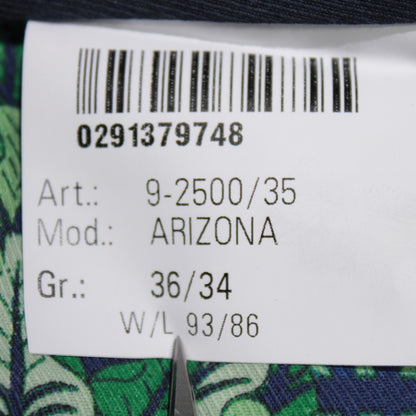 0291379748
Art.: 9-2500/35
Mod.: ARIZONA
Gr.: 36/34
W/L 93/86